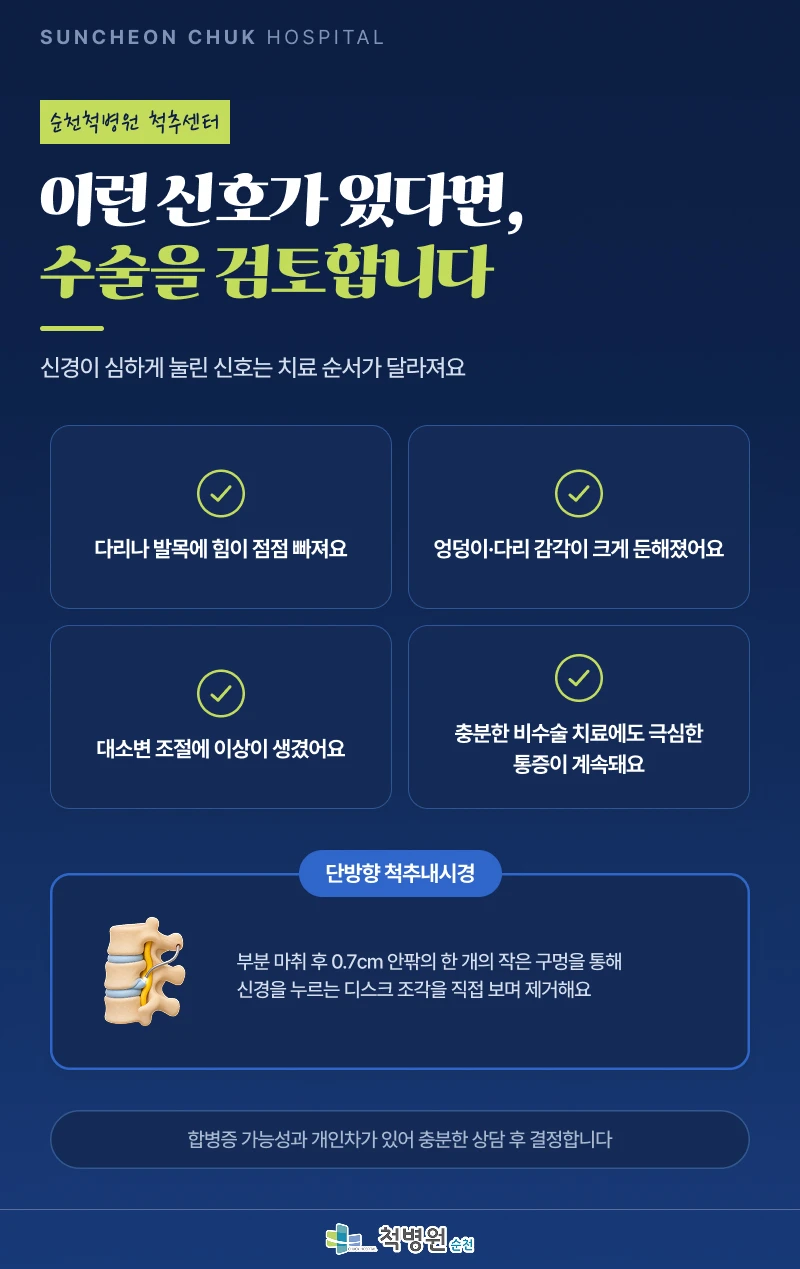 SUNCHEON CHUK HOSPITAL
순천척병원 척추센터
이런 신호가 있다면,
수술을 검토합니다
신경이 심하게 눌린 신호는 치료 순서가 달라져요
다리나 발목에 힘이 점점 빠져요
엉덩이·다리 감각이 크게 둔해졌어요
대소변 조절에 이상이 생겼어요
충분한 비수술 치료에도 극심한
통증이 계속돼요
단방향 척추내시경
부분 마취 후 0.7cm 안팎의 한 개의 작은 구멍을 통해
신경을 누르는 디스크 조각을 직접 보며 제거해요
합병증 가능성과 개인차가 있어 충분한 상담 후 결정합니다
척병원 순천